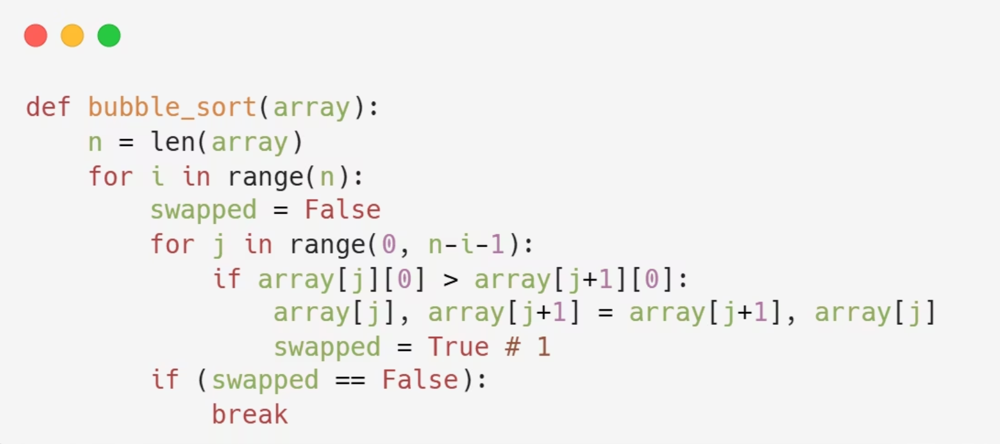 def bubble_sort(array):
    n = len(array)
    for i in range(n):
        swapped = False
        for j in range(0, n-i-1):
            if array[j][0] > array[j+1][0]:
                array[j], array[j+1] = array[j+1], array[j]
                swapped = True # 1
        if (swapped == False):
            break